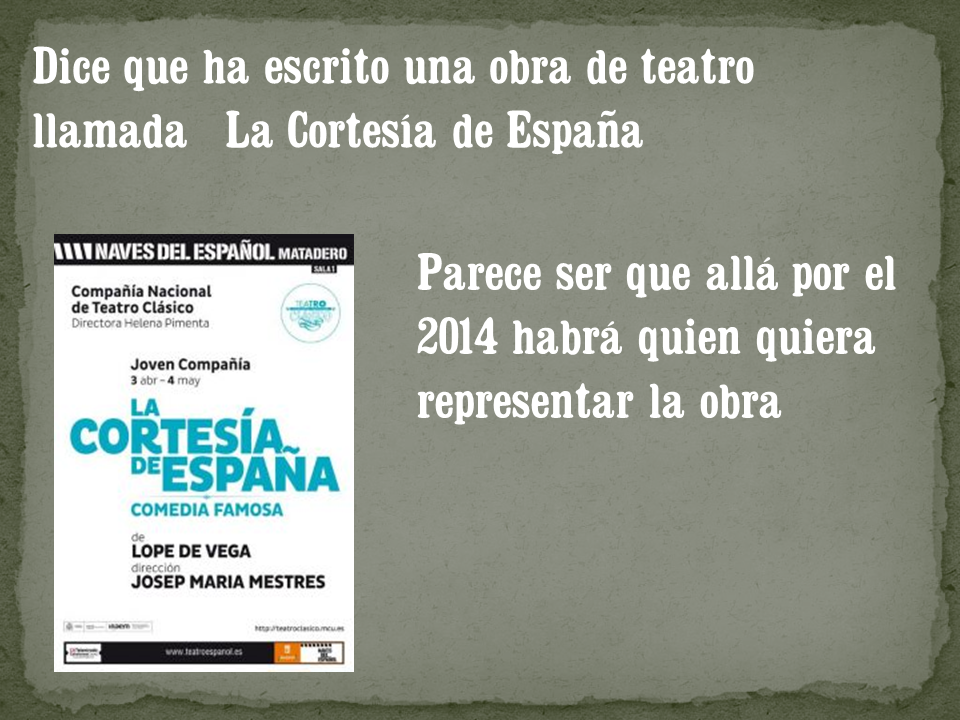 Dice que ha escrito una obra de teatro
llamada La Cortesía de España
NAVES DEL ESPAÑOL MATADERO
SALA1
Compañía Nacional
de Teatro Clásico
Directora Helena Pimenta
TEATRO
Joven Compañía
3 abr – 4 may
LA
CORTESÍA
DE ESPAÑA
COMEDIA FAMOSA
de
LOPE DE VEGA
dirección
JOSEP MARIA MESTRES
inaem
http://teatroclasico.mcu.es
www.teatroespanol.es
Parece ser que allá por el
2014 habrá quien quiera
representar la obra